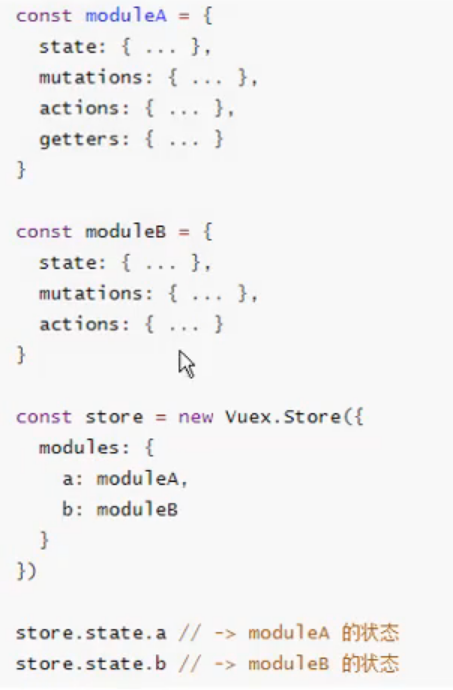 const moduleA = {
  state: { ... },
  mutations: { ... },
  actions: { ... },
  getters: { ... }
}
const moduleB = {
  state: { ... },
  mutations: { ... },
  actions: { ... }
}
const store = new Vuex.Store({
  modules: {
    a: moduleA,
    b: moduleB
  }
})
store.state.a // -> moduleA 的状态
store.state.b // -> moduleB 的状态